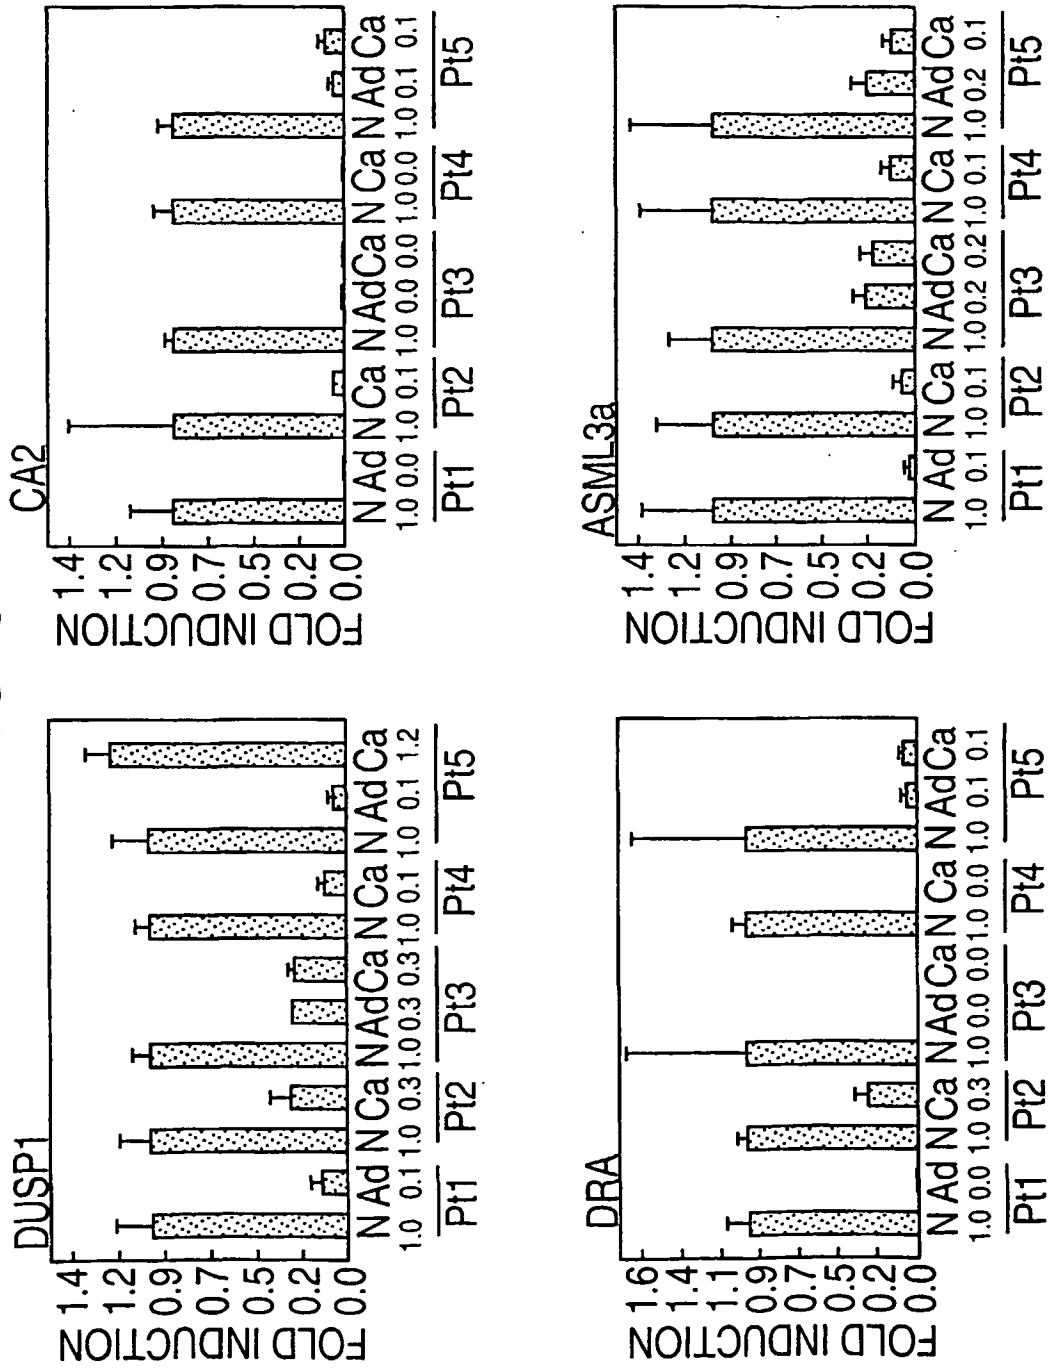 DUSP1
FOLD INDUCTION
1.4
1.2
0.9
0.7
0.5
0.2
0.0
N Ad N Ca N Ad Ca N Ca N Ad Ca
1.0 0.1 1.0 0.3 1.0 0.3 0.3 1.0 0.1 1.0 0.1 1.2
Pt1 Pt2 Pt3 Pt4 Pt5
CA2
FOLD INDUCTION
1.4
1.2
0.9
0.7
0.5
0.2
0.0
N Ad N Ca N Ad Ca N Ca N Ad Ca
1.0 0.0 1.0 0.1 1.0 0.0 0.0 1.0 0.0 1.0 0.1 0.1
Pt1 Pt2 Pt3 Pt4 Pt5
DRA
FOLD INDUCTION
1.6
1.4
1.1
0.9
0.7
0.5
0.2
0.0
N Ad N Ca N Ad Ca N Ca N Ad Ca
1.0 0.0 1.0 0.3 1.0 0.0 0.0 1.0 0.0 1.0 0.1 0.1
Pt1 Pt2 Pt3 Pt4 Pt5
ASML3a
FOLD INDUCTION
1.4
1.2
0.9
0.7
0.5
0.2
0.0
N Ad N Ca N Ad Ca N Ca N Ad Ca
1.0 0.1 1.0 0.1 1.0 0.2 0.2 1.0 0.1 1.0 0.2 0.1
Pt1 Pt2 Pt3 Pt4 Pt5